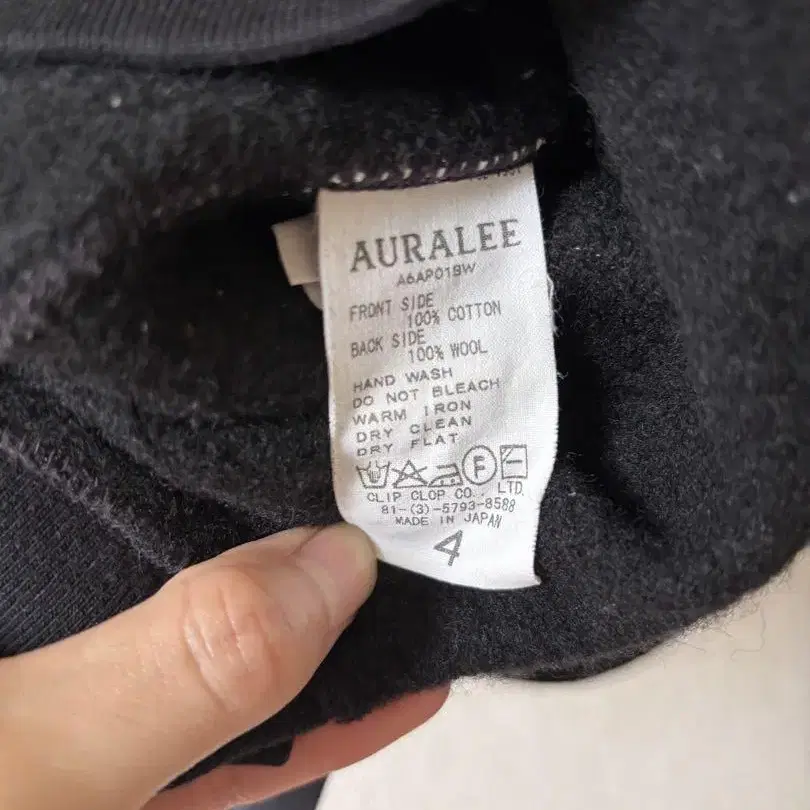 AURALEE
A6AP01BW
FRONT SIDE
100% COTTON
BACK SIDE
100% WOOL
HAND WASH
DO NOT BLEACH
WARM IRON
DRY CLEAN
DRY FLAT
F
CLIP CLOP CO., LTD.
81-(3)-5793-8588
MADE IN JAPAN
4